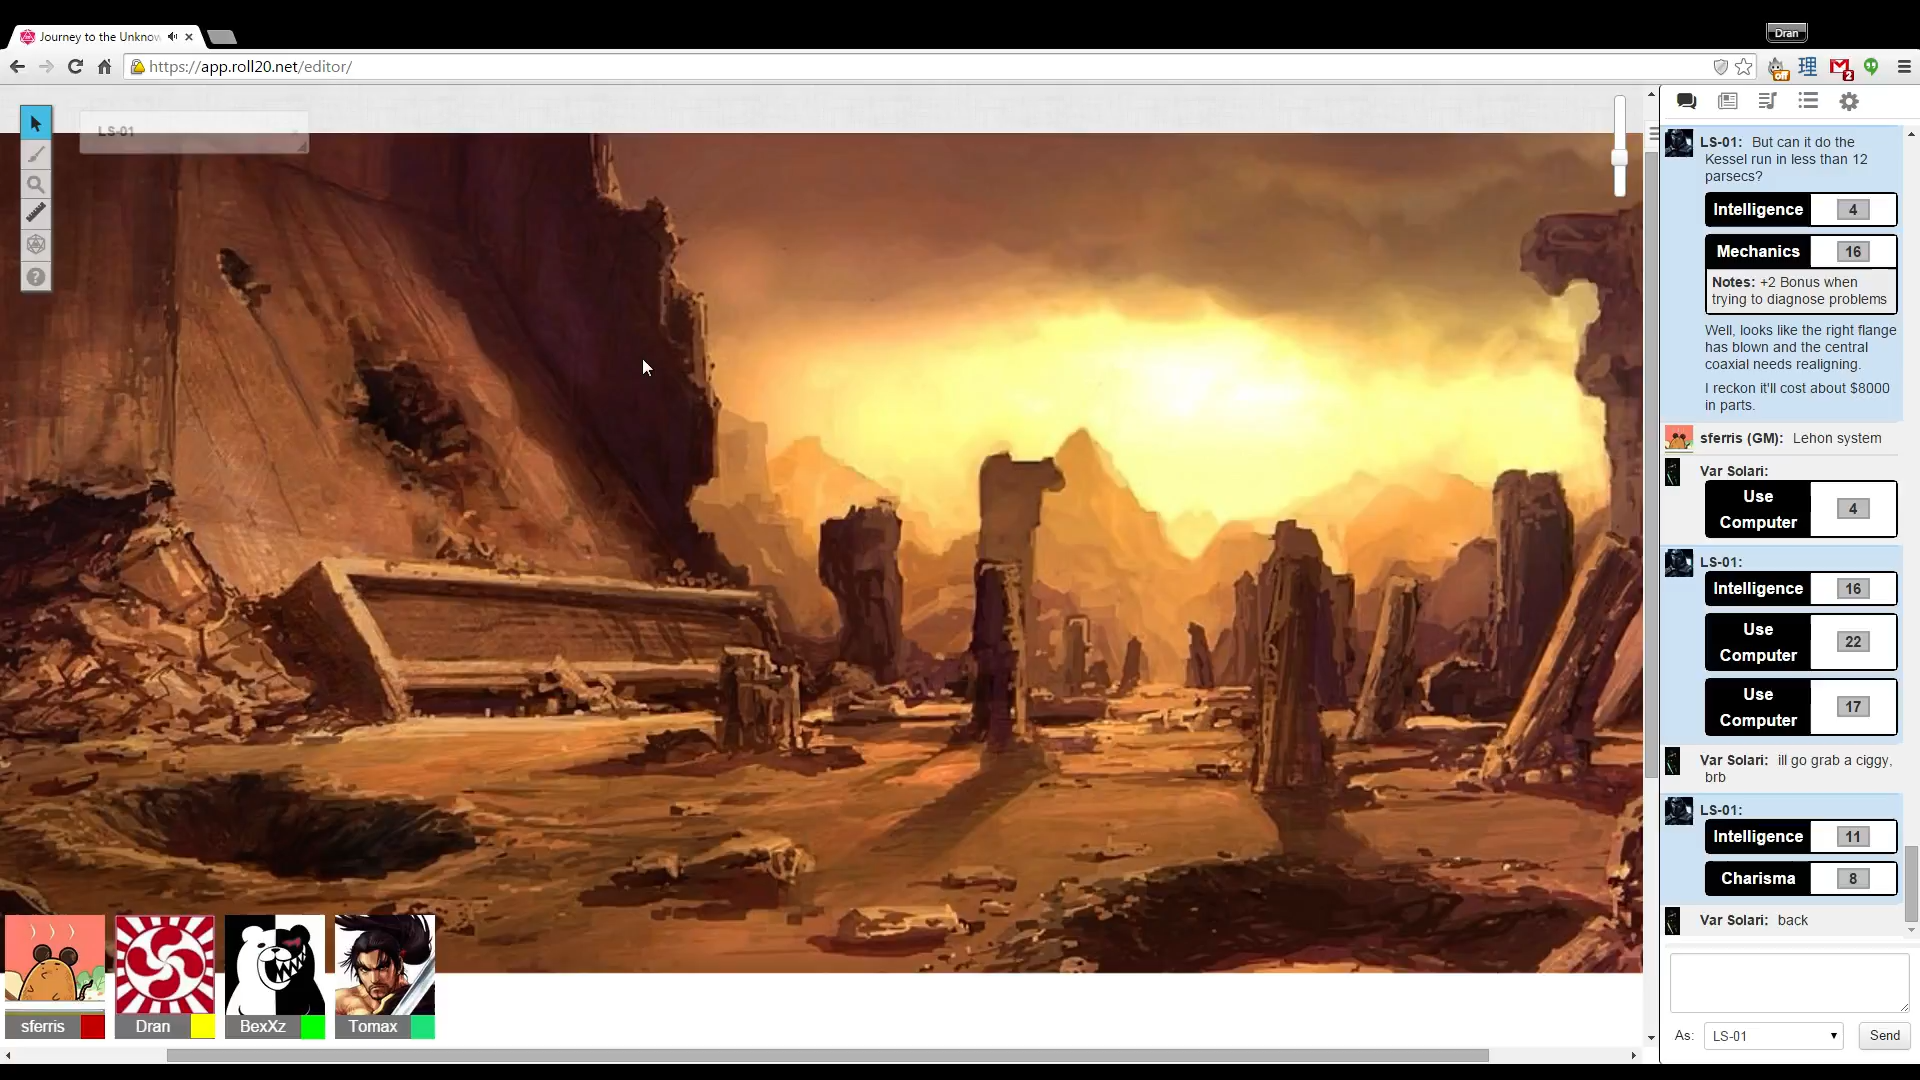 Dran
Journey to the Unknow
https://app.roll20.net/editor/
off
理
2
LS-01
LS-01: But can it do the
Kessel run in less than 12
parsecs?
Intelligence 4
Mechanics 16
Notes: +2 Bonus when
trying to diagnose problems
Well, looks like the right flange
has blown and the central
coaxial needs realigning.
I reckon it'll cost about $8000
in parts.
sferris (GM): Lehon system
Var Solari:
Use
Computer 4
LS-01:
Intelligence 16
Use
Computer 22
Use
Computer 17
Var Solari: ill go grab a ciggy,
brb
LS-01:
Intelligence 11
Charisma 8
Var Solari: back
sferris
Dran
BexXz
Tomax
As: LS-01 Send